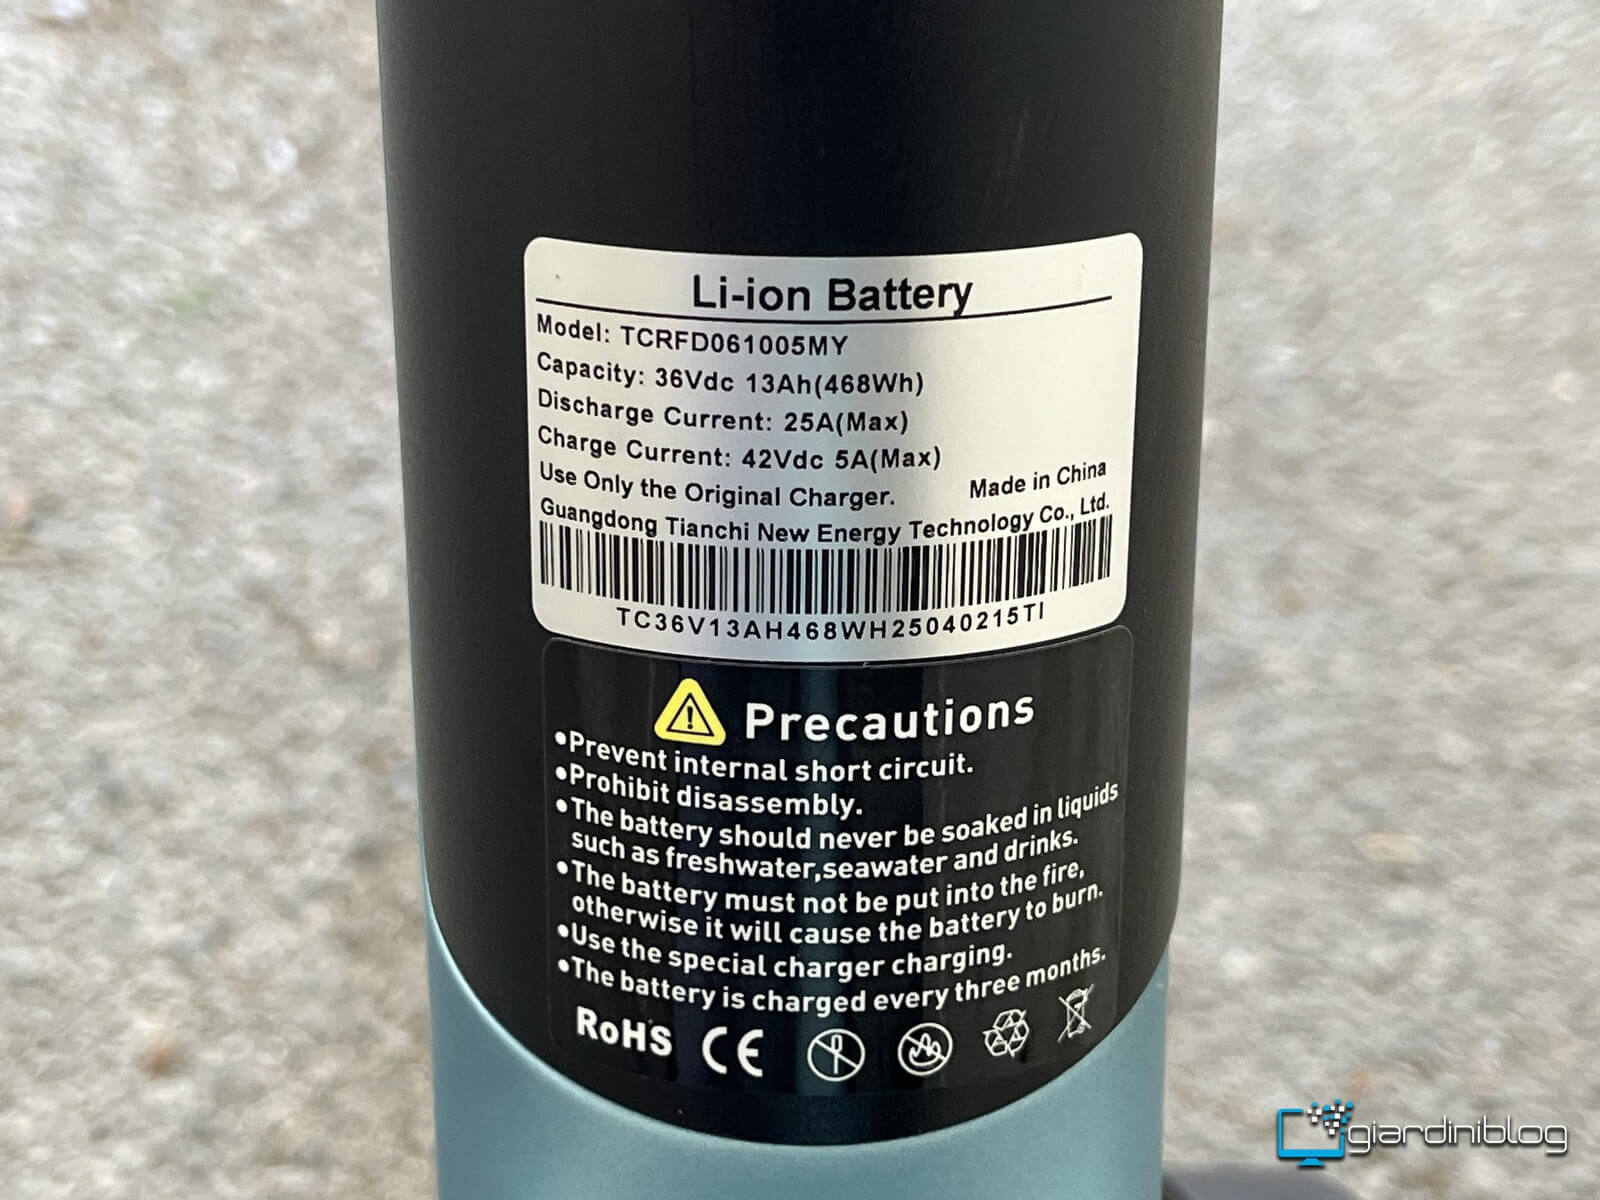 Li-ion Battery
Model: TCRFD061005MY
Capacity: 36Vdc 13Ah(468Wh)
Discharge Current: 25A(Max)
Charge Current: 42Vdc 5A(Max)
Use Only the Original Charger.
Made in China
Guangdong Tianchi New Energy Technology Co., Ltd.
TC36V13AH468WH25040215TI
Precautions
•Prevent internal short circuit.
•Prohibit disassembly.
•The battery should never be soaked in liquids
such as freshwater,seawater and drinks.
•The battery must not be put into the fire,
otherwise it will cause the battery to burn.
•Use the special charger charging.
•The battery is charged every three months.
RoHS CE
giardiniblog